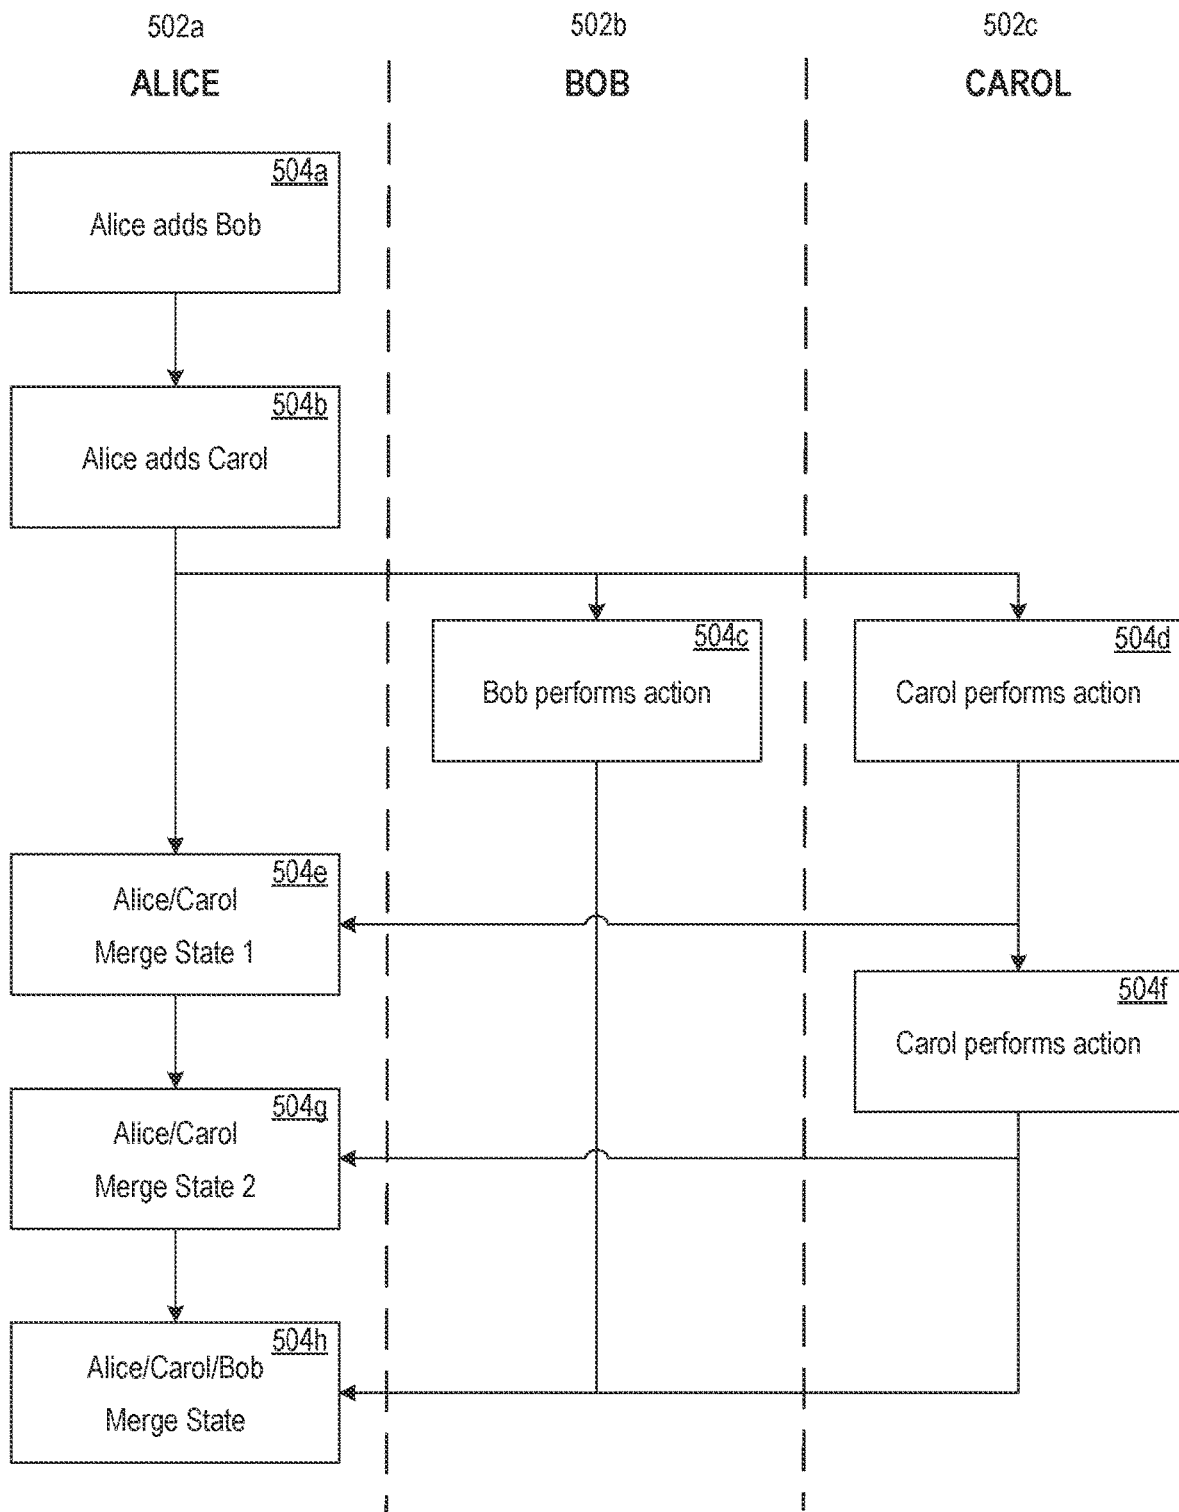 502a
502b
502c
ALICE
BOB
CAROL
504a
Alice adds Bob
504b
Alice adds Carol
504c
Bob performs action
504d
Carol performs action
504e
Alice/Carol
Merge State 1
504f
Carol performs action
504g
Alice/Carol
Merge State 2
504h
Alice/Carol/Bob
Merge State